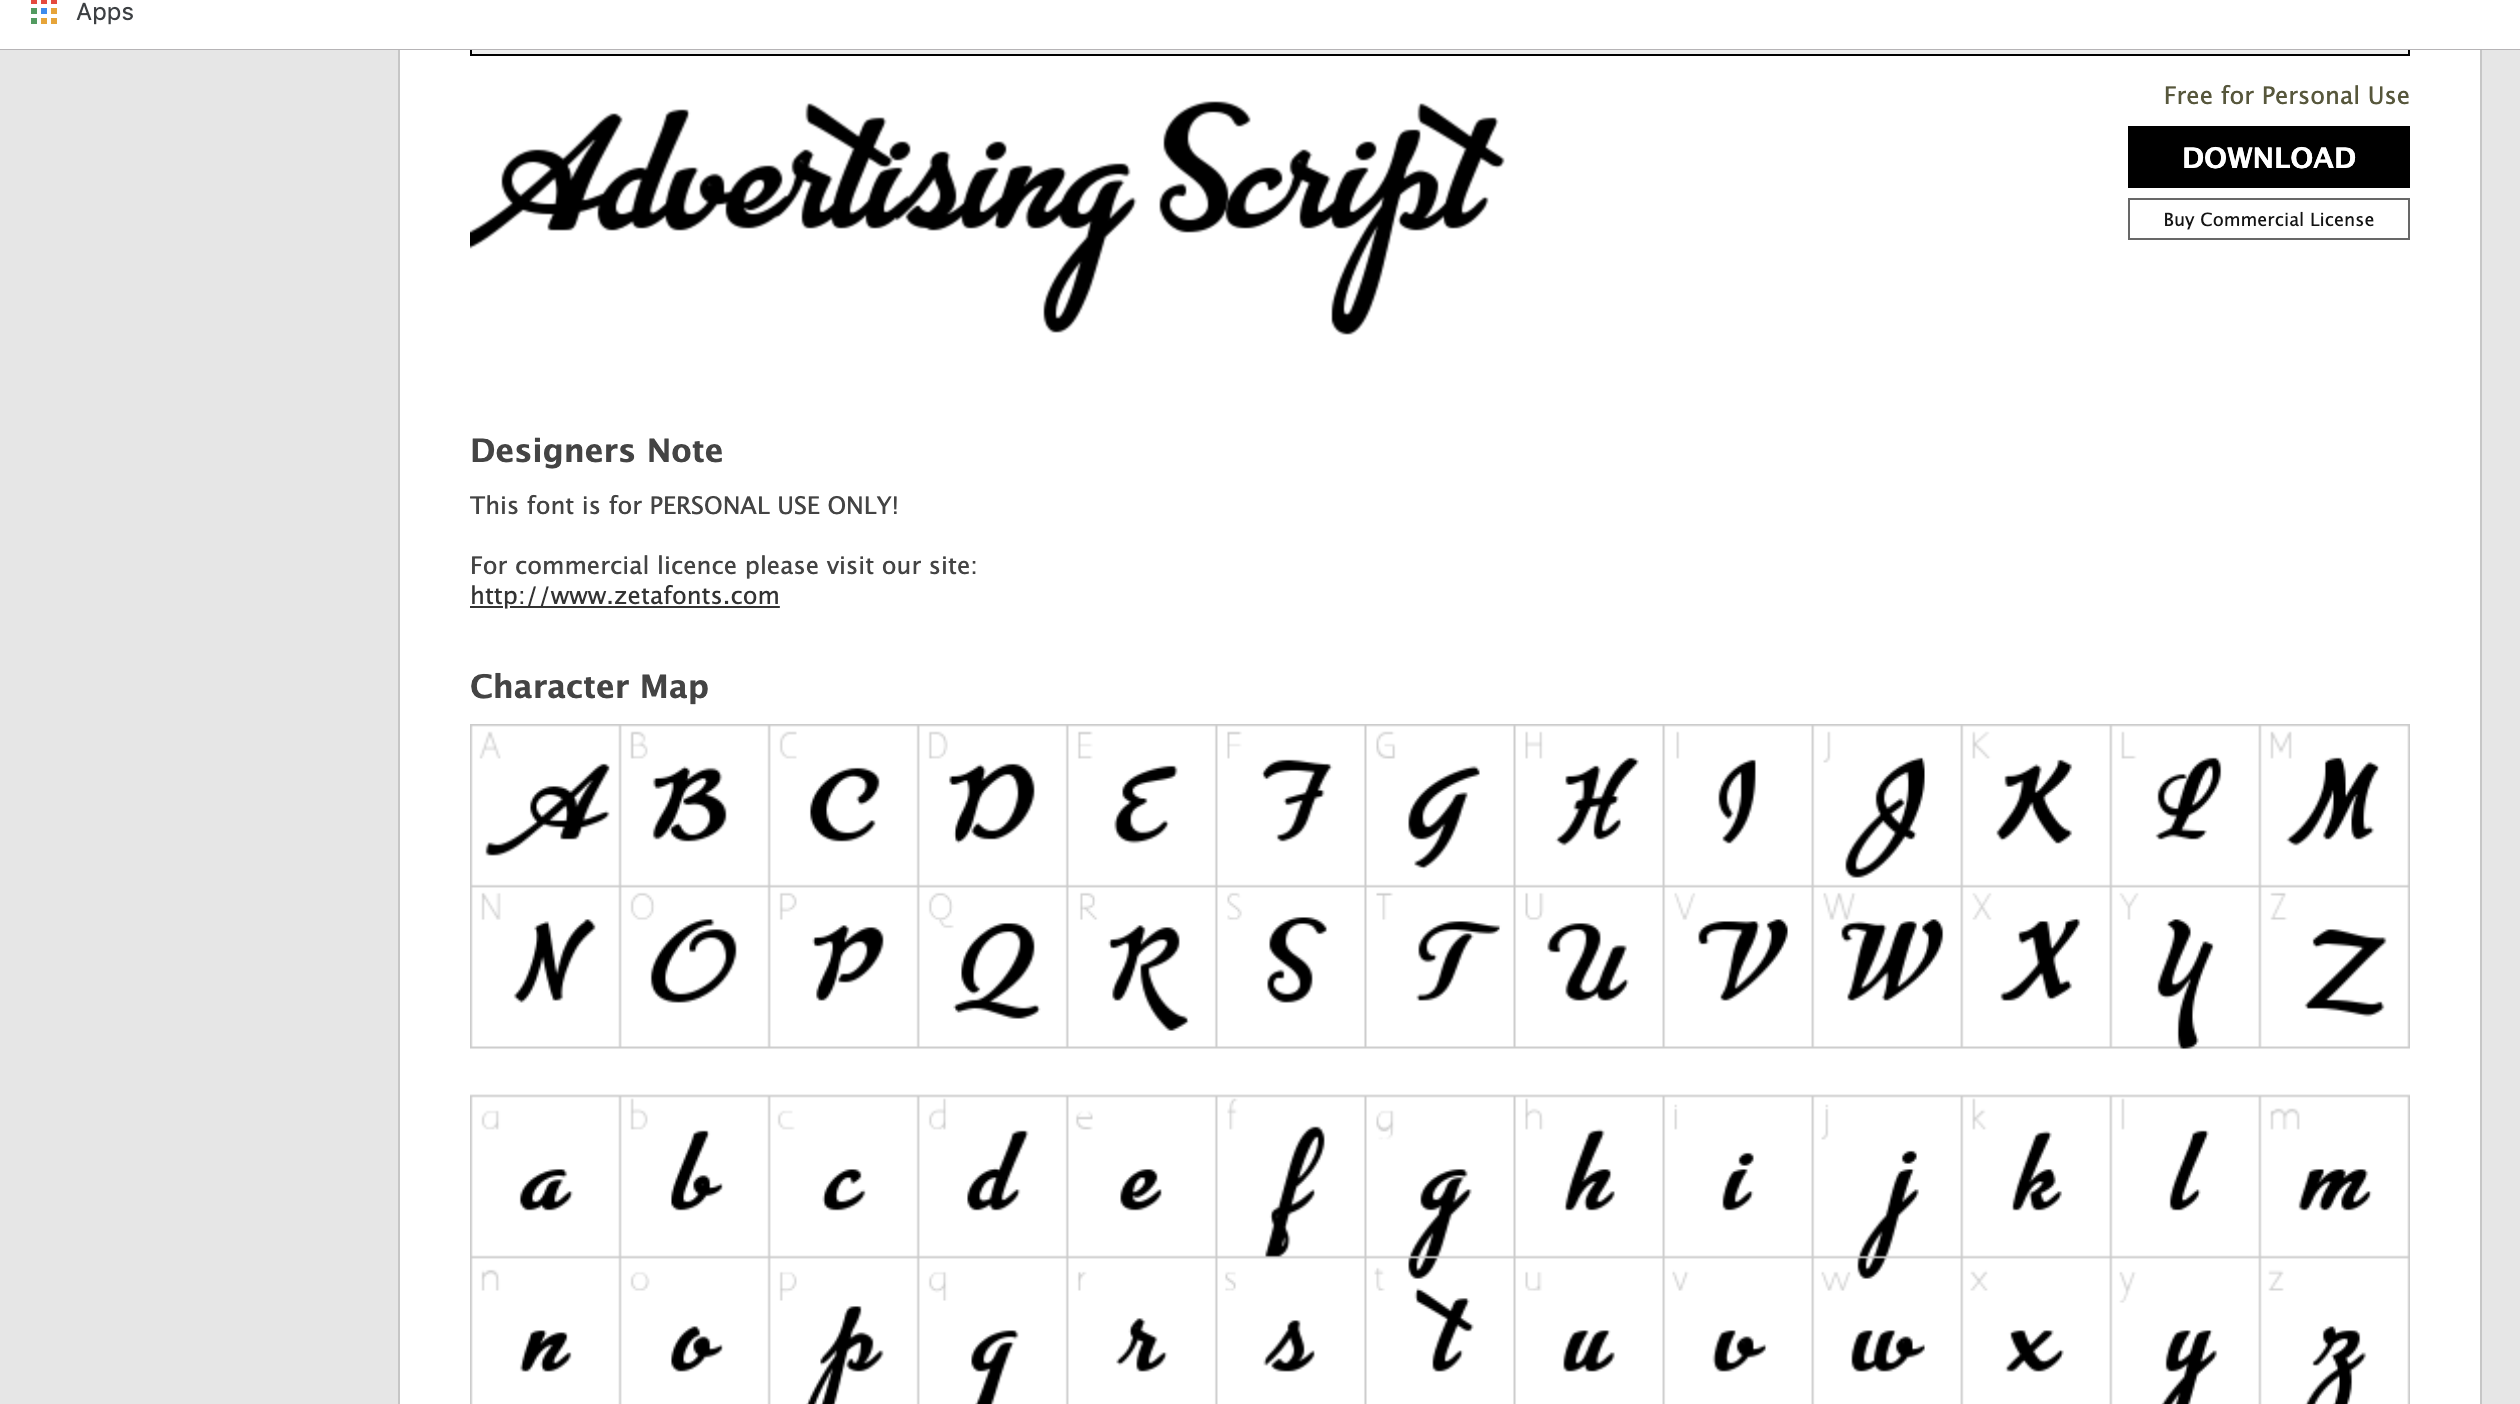 Apps
Advertising Script
Free for Personal Use
DOWNLOAD
Buy Commercial License
Designers Note
This font is for PERSONAL USE ONLY!
For commercial licence please visit our site:
http://www.zetafonts.com
Character Map
A B C D E F G H I J K L M
A B C D E F G H I J K L M
N O P Q R S T U V W X Y Z
N O P Q R S T U V W X Y Z
a b c d e f g h i j k l m
a b c d e f g h i j k l m
n o p q r s t u v w x y z
n o p q r s t u v w x y z